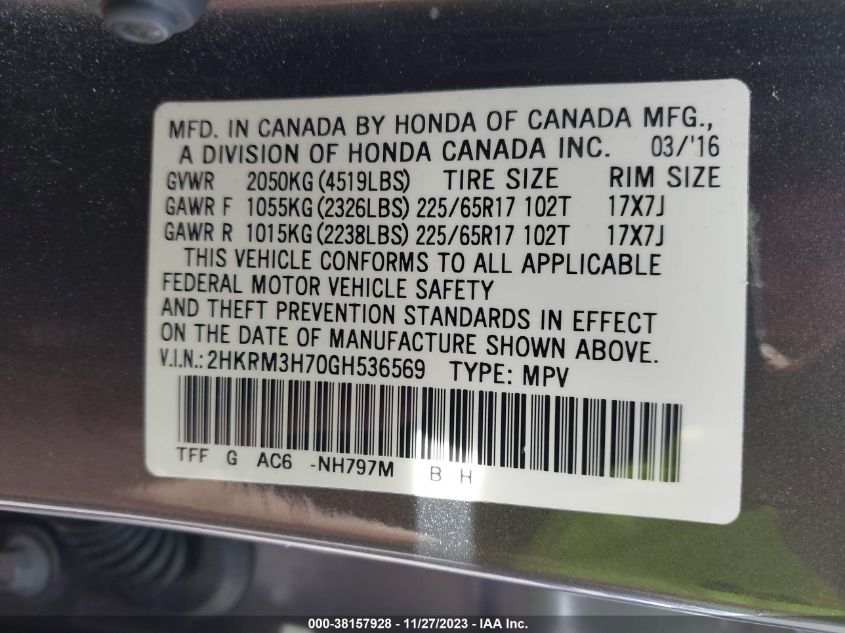 MFD. IN CANADA BY HONDA OF CANADA MFG.,
A DIVISION OF HONDA CANADA INC. 03/'16
GVWR 2050KG (4519LBS) TIRE SIZE RIM SIZE
GAWR F 1055KG (2326LBS) 225/65R17 102T 17X7J
GAWR R 1015KG (2238LBS) 225/65R17 102T 17X7J
THIS VEHICLE CONFORMS TO ALL APPLICABLE
FEDERAL MOTOR VEHICLE SAFETY
AND THEFT PREVENTION STANDARDS IN EFFECT
ON THE DATE OF MANUFACTURE SHOWN ABOVE.
V.I.N.: 2HKRM3H70GH536569 TYPE: MPV
TFF G AC6 -NH797M B H
000-38157928 - 11/27/2023 - IAA Inc.